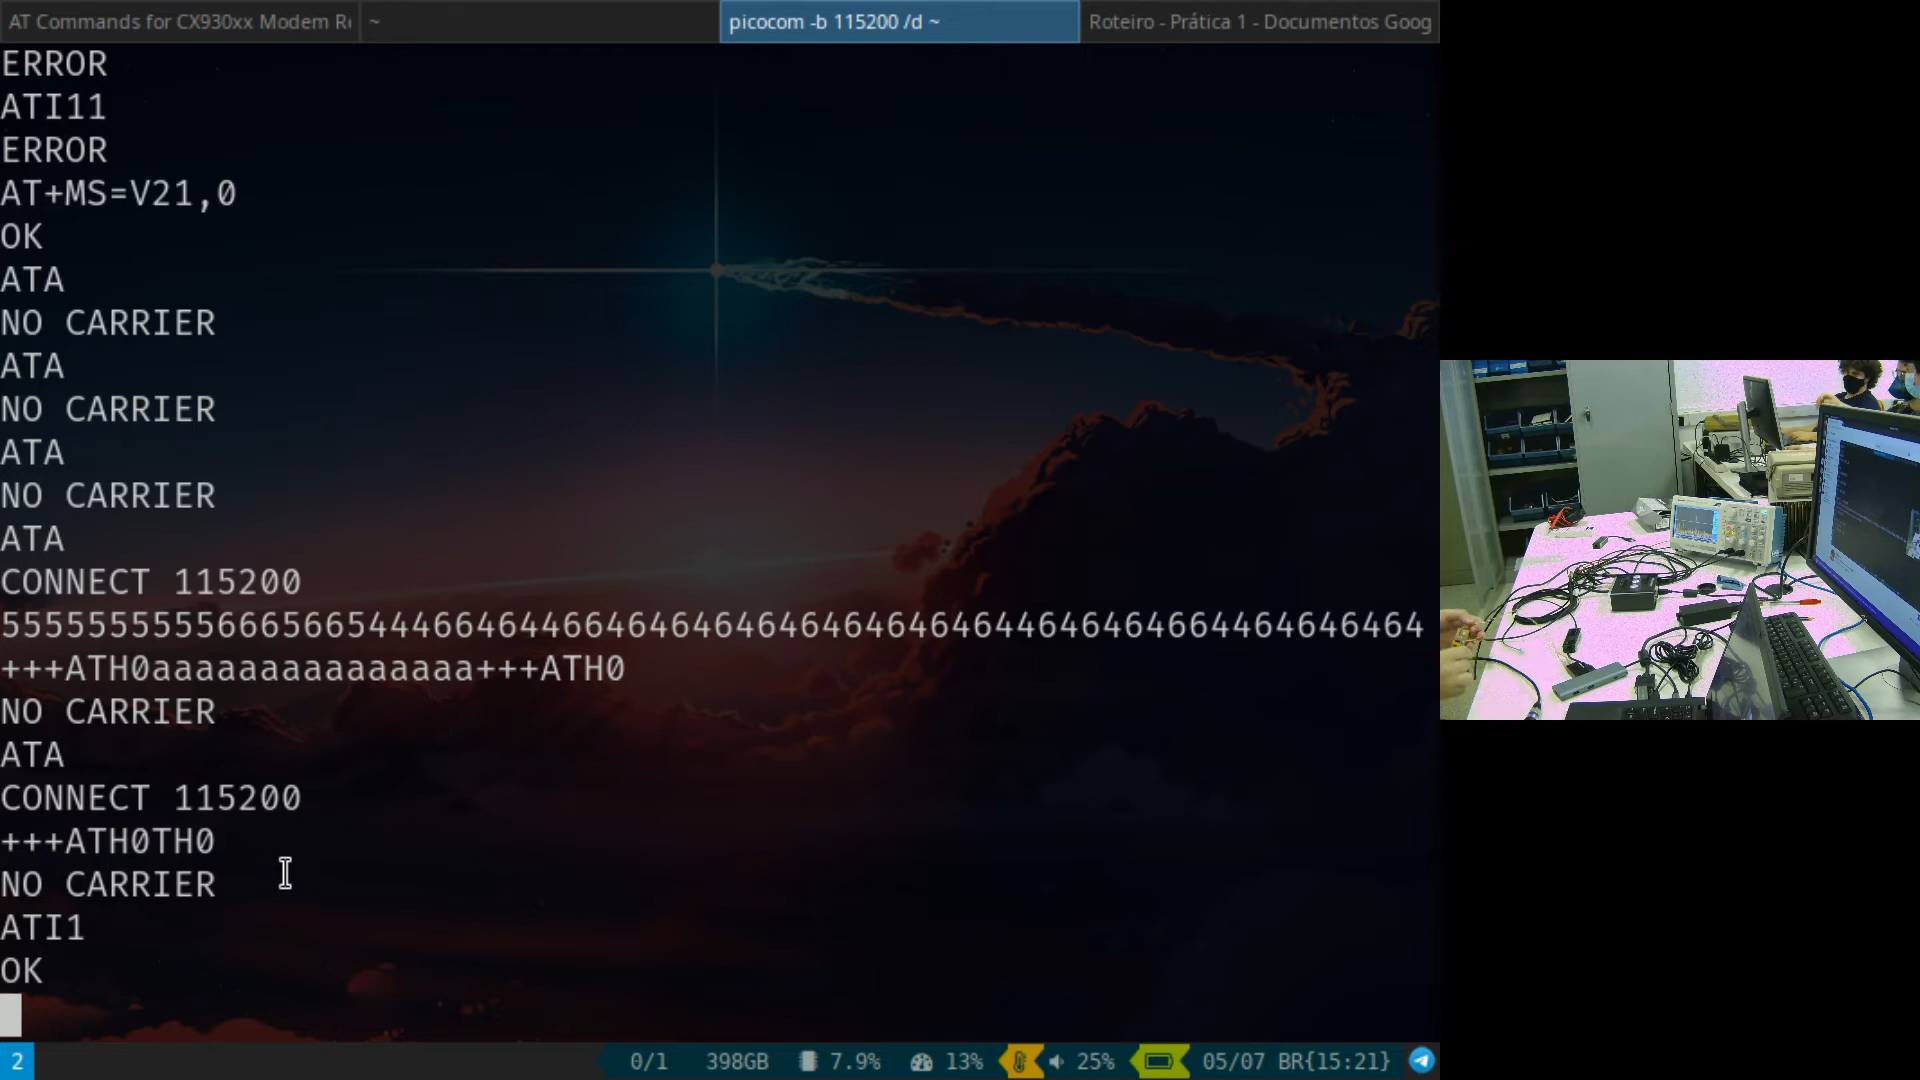 AT Commands for CX930xx Modem R
~
picocom -b 115200 /d ~
Roteiro - Prática 1 - Documentos Goog
ERROR
ATI11
ERROR
AT+MS=V21,0
OK
ATA
NO CARRIER
ATA
NO CARRIER
ATA
NO CARRIER
ATA
CONNECT 115200
5555555555566656654446646446646464646464646464644646464664464646464
+++ATH0aaaaaaaaaaaaaaa+++ATH0
NO CARRIER
ATA
CONNECT 115200
+++ATH0TH0
NO CARRIER
ATI1
OK
2
0/1 398GB 7.9% 13% 25% 05/07 BR{15:21}